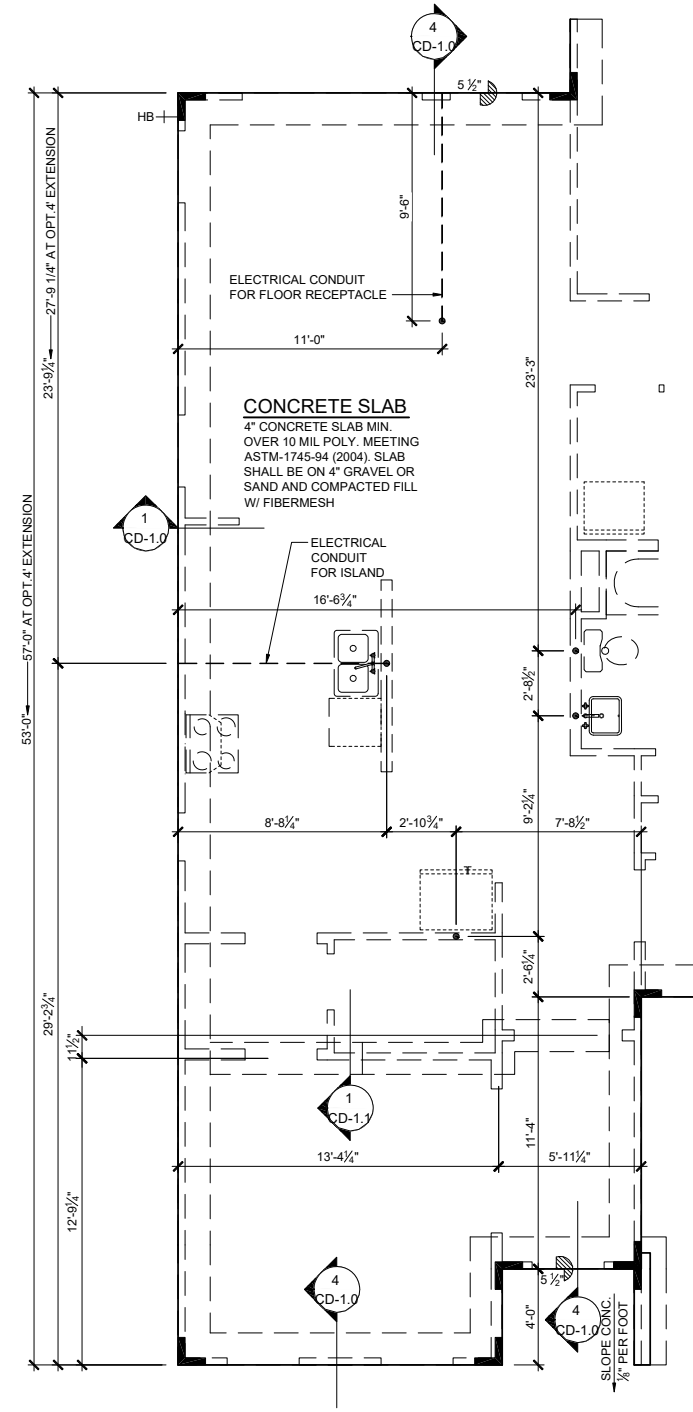 4
CD-1.0
5 ½"
HB
27'-9 1/4" AT OPT.4' EXTENSION
23'-9¼"
9'-6"
ELECTRICAL CONDUIT
FOR FLOOR RECEPTACLE
11'-0"
23'-3"
CONCRETE SLAB
4" CONCRETE SLAB MIN.
OVER 10 MIL POLY. MEETING
ASTM-1745-94 (2004). SLAB
SHALL BE ON 4" GRAVEL OR
SAND AND COMPACTED FILL
W/ FIBERMESH
1
CD-1.0
ELECTRICAL
CONDUIT
FOR ISLAND
16'-6¾"
57'-0" AT OPT.4' EXTENSION
53'-0"
2'-8½"
9'-2¼"
8'-8¼"
2'-10¾"
7'-8½"
T
2'-6¼"
29'-2¾"
11½"
1
CD-1.1
11'-4"
13'-4¼"
5'-11¼"
12'-9¼"
4
CD-1.0
5 ½"
4
CD-1.0
4'-0"
SLOPE CONC.
⅛" PER FOOT